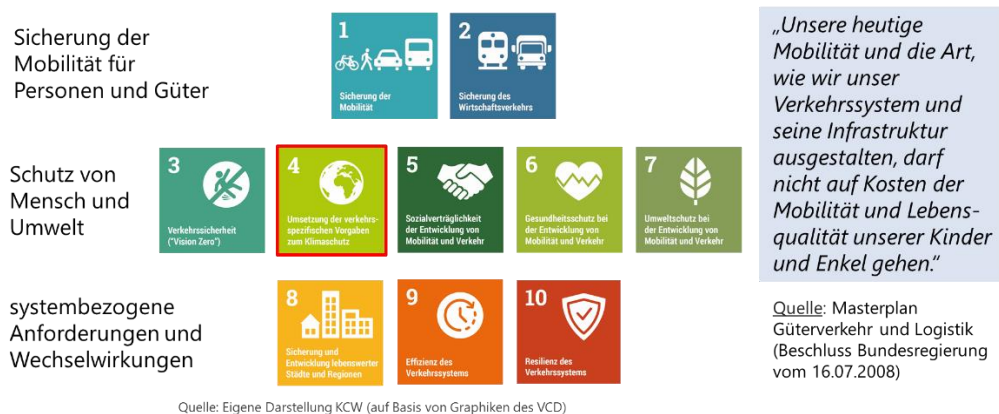 Sicherung der
Mobilität für
Personen und Güter
1
Sicherung der
Mobilität
2
Sicherung des
Wirtschaftsverkehrs
Schutz von
Mensch und
Umwelt
3
Verkehrssicherheit
("Vision Zero")
4
Umsetzung der verkehrs-
spezifischen Vorgaben
zum Klimaschutz
5
Sozialverträglichkeit
der Entwicklung von
Mobilität und Verkehr
6
Gesundheitsschutz bei
der Entwicklung von
Mobilität und Verkehr
7
Umweltschutz bei
der Entwicklung von
Mobilität und Verkehr
systembezogene
Anforderungen und
Wechselwirkungen
8
Sicherung und
Entwicklung lebenswerter
Städte und Regionen
9
Effizienz des
Verkehrssystems
10
Resilienz des
Verkehrssystems
„Unsere heutige
Mobilität und die Art,
wie wir unser
Verkehrssystem und
seine Infrastruktur
ausgestalten, darf
nicht auf Kosten der
Mobilität und Lebens-
qualität unserer Kinder
und Enkel gehen.“
Quelle: Masterplan
Güterverkehr und Logistik
(Beschluss Bundesregierung
vom 16.07.2008)
Quelle: Eigene Darstellung KCW (auf Basis von Graphiken des VCD)